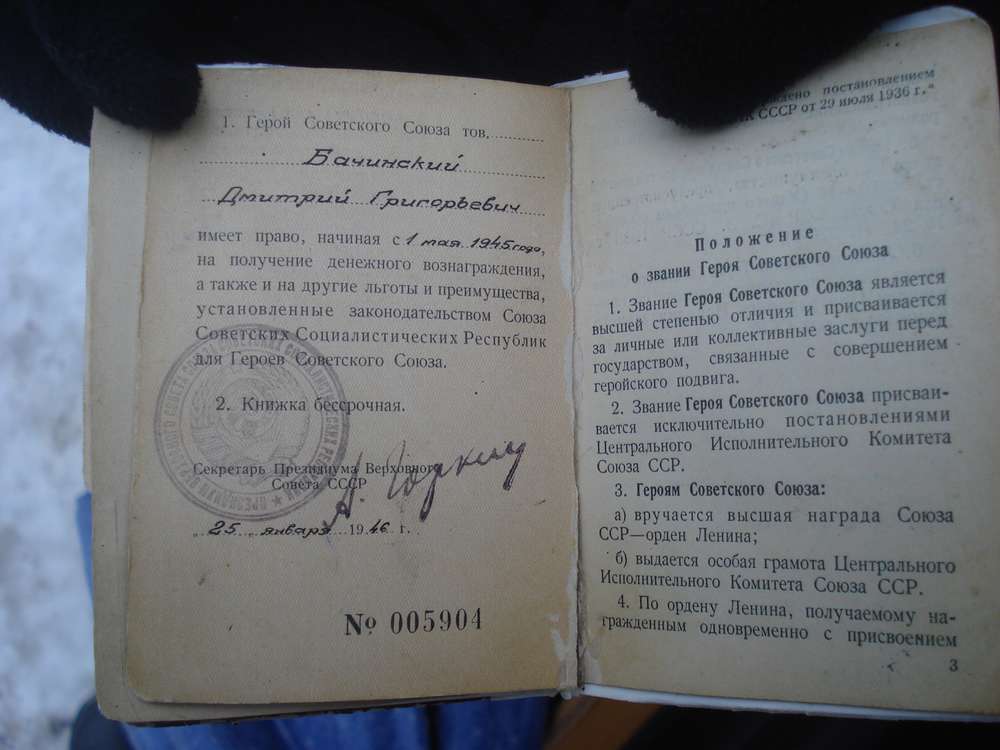 1. Герой Советского Союза тов.
Бачинский
Дмитрий Григорьевич
имеет право, начиная с 1 мая 1945 года,
на получение денежного вознаграждения,
а также и на другие льготы и преимущества,
установленные законодательством Союза
Советских Социалистических Республик
для Героев Советского Союза.
2. Книжка бессрочная.
Секретарь Президиума Верховного
Совета СССР
А. Горкин
„25„ января 1946 г.
№ 005904
постановлением
СССР от 29 июля 1936 г.“
Положение
о звании Героя Советского Союза
1. Звание Героя Советского Союза является
высшей степенью отличия и присваивается
за личные или коллективные заслуги перед
государством, связанные с совершением
геройского подвига.
2. Звание Героя Советского Союза присваи-
вается исключительно постановлениями
Центрального Исполнительного Комитета
Союза ССР.
3. Героям Советского Союза:
а) вручается высшая награда Союза
ССР—орден Ленина;
б) выдается особая грамота Центрального
Исполнительного Комитета Союза ССР.
4. По ордену Ленина, получаемому на-
гражденным одновременно с присвоением
3